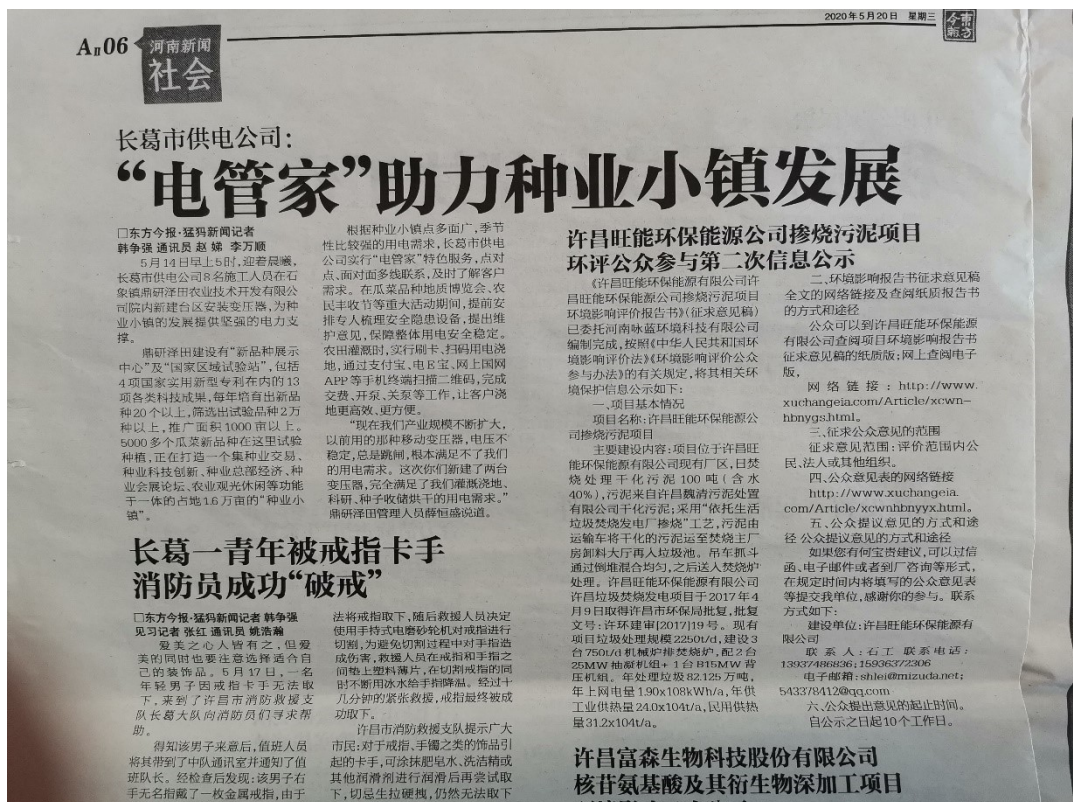 2020年5月20日 星期三
东方今报
AⅡ06
河南新闻
社会
长葛市供电公司：
“电管家”助力种业小镇发展
□东方今报·猛犸新闻记者
韩争强 通讯员 赵 娣 李万顺
5月14日早上5时，迎着晨曦，
长葛市供电公司8名施工人员在石
象镇鼎研泽田农业技术开发有限公
司院内新建台区安装变压器，为种
业小镇的发展提供坚强的电力支
撑。
鼎研泽田建设有“新品种展示
中心”及“国家区域试验站”，包括
4项国家实用新型专利在内的13
项各类科技成果，每年培育出新品
种20个以上，筛选出试验品种2万
种以上，推广面积1000亩以上。
5000多个瓜菜新品种在这里试验
种植，正在打造一个集种业交易、
种业科技创新、种业总部经济、种
业会展论坛、农业观光休闲等功能
于一体的占地1.6万亩的“种业小
镇”。
根据种业小镇点多面广，季节
性比较强的用电需求，长葛市供电
公司实行“电管家”特色服务，点对
点、面对面多线联系，及时了解客户
需求。在瓜菜品种地质博览会、农
民丰收节等重大活动期间，提前安
排专人梳理安全隐患设备，提出维
护意见，保障整体用电安全稳定。
农田灌溉时，实行刷卡、扫码用电浇
地，通过支付宝、电E宝、网上国网
APP等手机终端扫描二维码，完成
交费、开泵、关泵等工作，让客户浇
地更高效、更方便。
“现在我们产业规模不断扩大，
以前用的那种移动变压器，电压不
稳定，总是跳闸，根本满足不了我们
的用电需求。这次你们新建了两台
变压器，完全满足了我们灌溉浇地、
科研、种子收储烘干的用电需求。”
鼎研泽田管理人员薛恒盛说道。
长葛一青年被戒指卡手
消防员成功“破戒”
□东方今报·猛犸新闻记者 韩争强
见习记者 张红 通讯员 姚浩瀚
爱美之心人皆有之，但爱
美的同时也要注意选择适合自
己的装饰品。5月17日，一名
年轻男子因戒指卡手无法取
下，来到了许昌市消防救援支
队长葛大队向消防员们寻求帮
助。
得知该男子来意后，值班人员
将其带到了中队通讯室并通知了值
班队长。经检查后发现：该男子右
手无名指戴了一枚金属戒指，由于
法将戒指取下，随后救援人员决定
使用手持式电磨砂轮机对戒指进行
切割，为避免切割过程中对手指造
成伤害，救援人员在戒指和手指之
间垫上塑料薄片，在切割戒指的同
时不断用冰水给手指降温。经过十
几分钟的紧张救援，戒指最终被成
功取下。
许昌市消防救援支队提示广大
市民：对于戒指、手镯之类的饰品引
起的卡手，可涂抹肥皂水、洗洁精或
其他润滑剂进行润滑后再尝试取
下，切忌生拉硬拽，仍然无法取下
许昌旺能环保能源公司掺烧污泥项目
环评公众参与第二次信息公示
《许昌旺能环保能源有限公司许
昌旺能环保能源公司掺烧污泥项目
环境影响评价报告书》（征求意见稿）
已委托河南咏蓝环境科技有限公司
编制完成，按照《中华人民共和国环
境影响评价法》《环境影响评价公众
参与办法》的有关规定，将其相关环
境保护信息公示如下：
一、项目基本情况
项目名称：许昌旺能环保能源公
司掺烧污泥项目
主要建设内容：项目位于许昌旺
能环保能源有限公司现有厂区，日焚
烧处理干化污泥100吨（含水
40%），污泥来自许昌魏清污泥处置
有限公司干化污泥；采用“依托生活
垃圾焚烧发电厂掺烧”工艺，污泥由
运输车将干化的污泥运至焚烧主厂
房卸料大厅再入垃圾池。吊车抓斗
通过倒堆混合均匀，之后送入焚烧炉
处理。许昌旺能环保能源有限公司
许昌垃圾焚烧发电项目于2017年4
月9日取得许昌市环保局批复，批复
文号：许环建审[2017]19号。现有
项目垃圾处理规模2250t/d，建设3
台750t/d机械炉排焚烧炉，配2台
25MW抽凝机组+1台B15MW背
压机组。年处理垃圾82.125万吨，
年上网电量1.90x108kWh/a，年供
工业供热量24.0x104t/a，民用供热
量31.2x104t/a。
二、环境影响报告书征求意见稿
全文的网络链接及查阅纸质报告书
的方式和途径
公众可以到许昌旺能环保能源
有限公司查阅项目环境影响报告书
征求意见稿的纸质版；网上查阅电子
版，
网络链接：http://www.
xuchangeia.com/Article/xcwn-
hbnygs.html。
三、征求公众意见的范围
征求意见范围：评价范围内公
民、法人或其他组织。
四、公众意见表的网络链接
http://www.xuchangeia.
com/Article/xcwnhbnyyx.html。
五、公众提议意见的方式和途
径 公众提议意见的方式和途径
如果您有何宝贵建议，可以过信
函、电子邮件或者到厂咨询等形式，
在规定时间内将填写的公众意见表
等提交我单位，感谢你的参与。联系
方式如下：
建设单位：许昌旺能环保能源有
限公司
联系人：石工 联系电话：
13937486836；15936372306
电子邮箱：shlei@mizuda.net；
543378412@qq.com
六、公众提出意见的起止时间。
自公示之日起10个工作日。
许昌富森生物科技股份有限公司
核苷氨基酸及其衍生物深加工项目